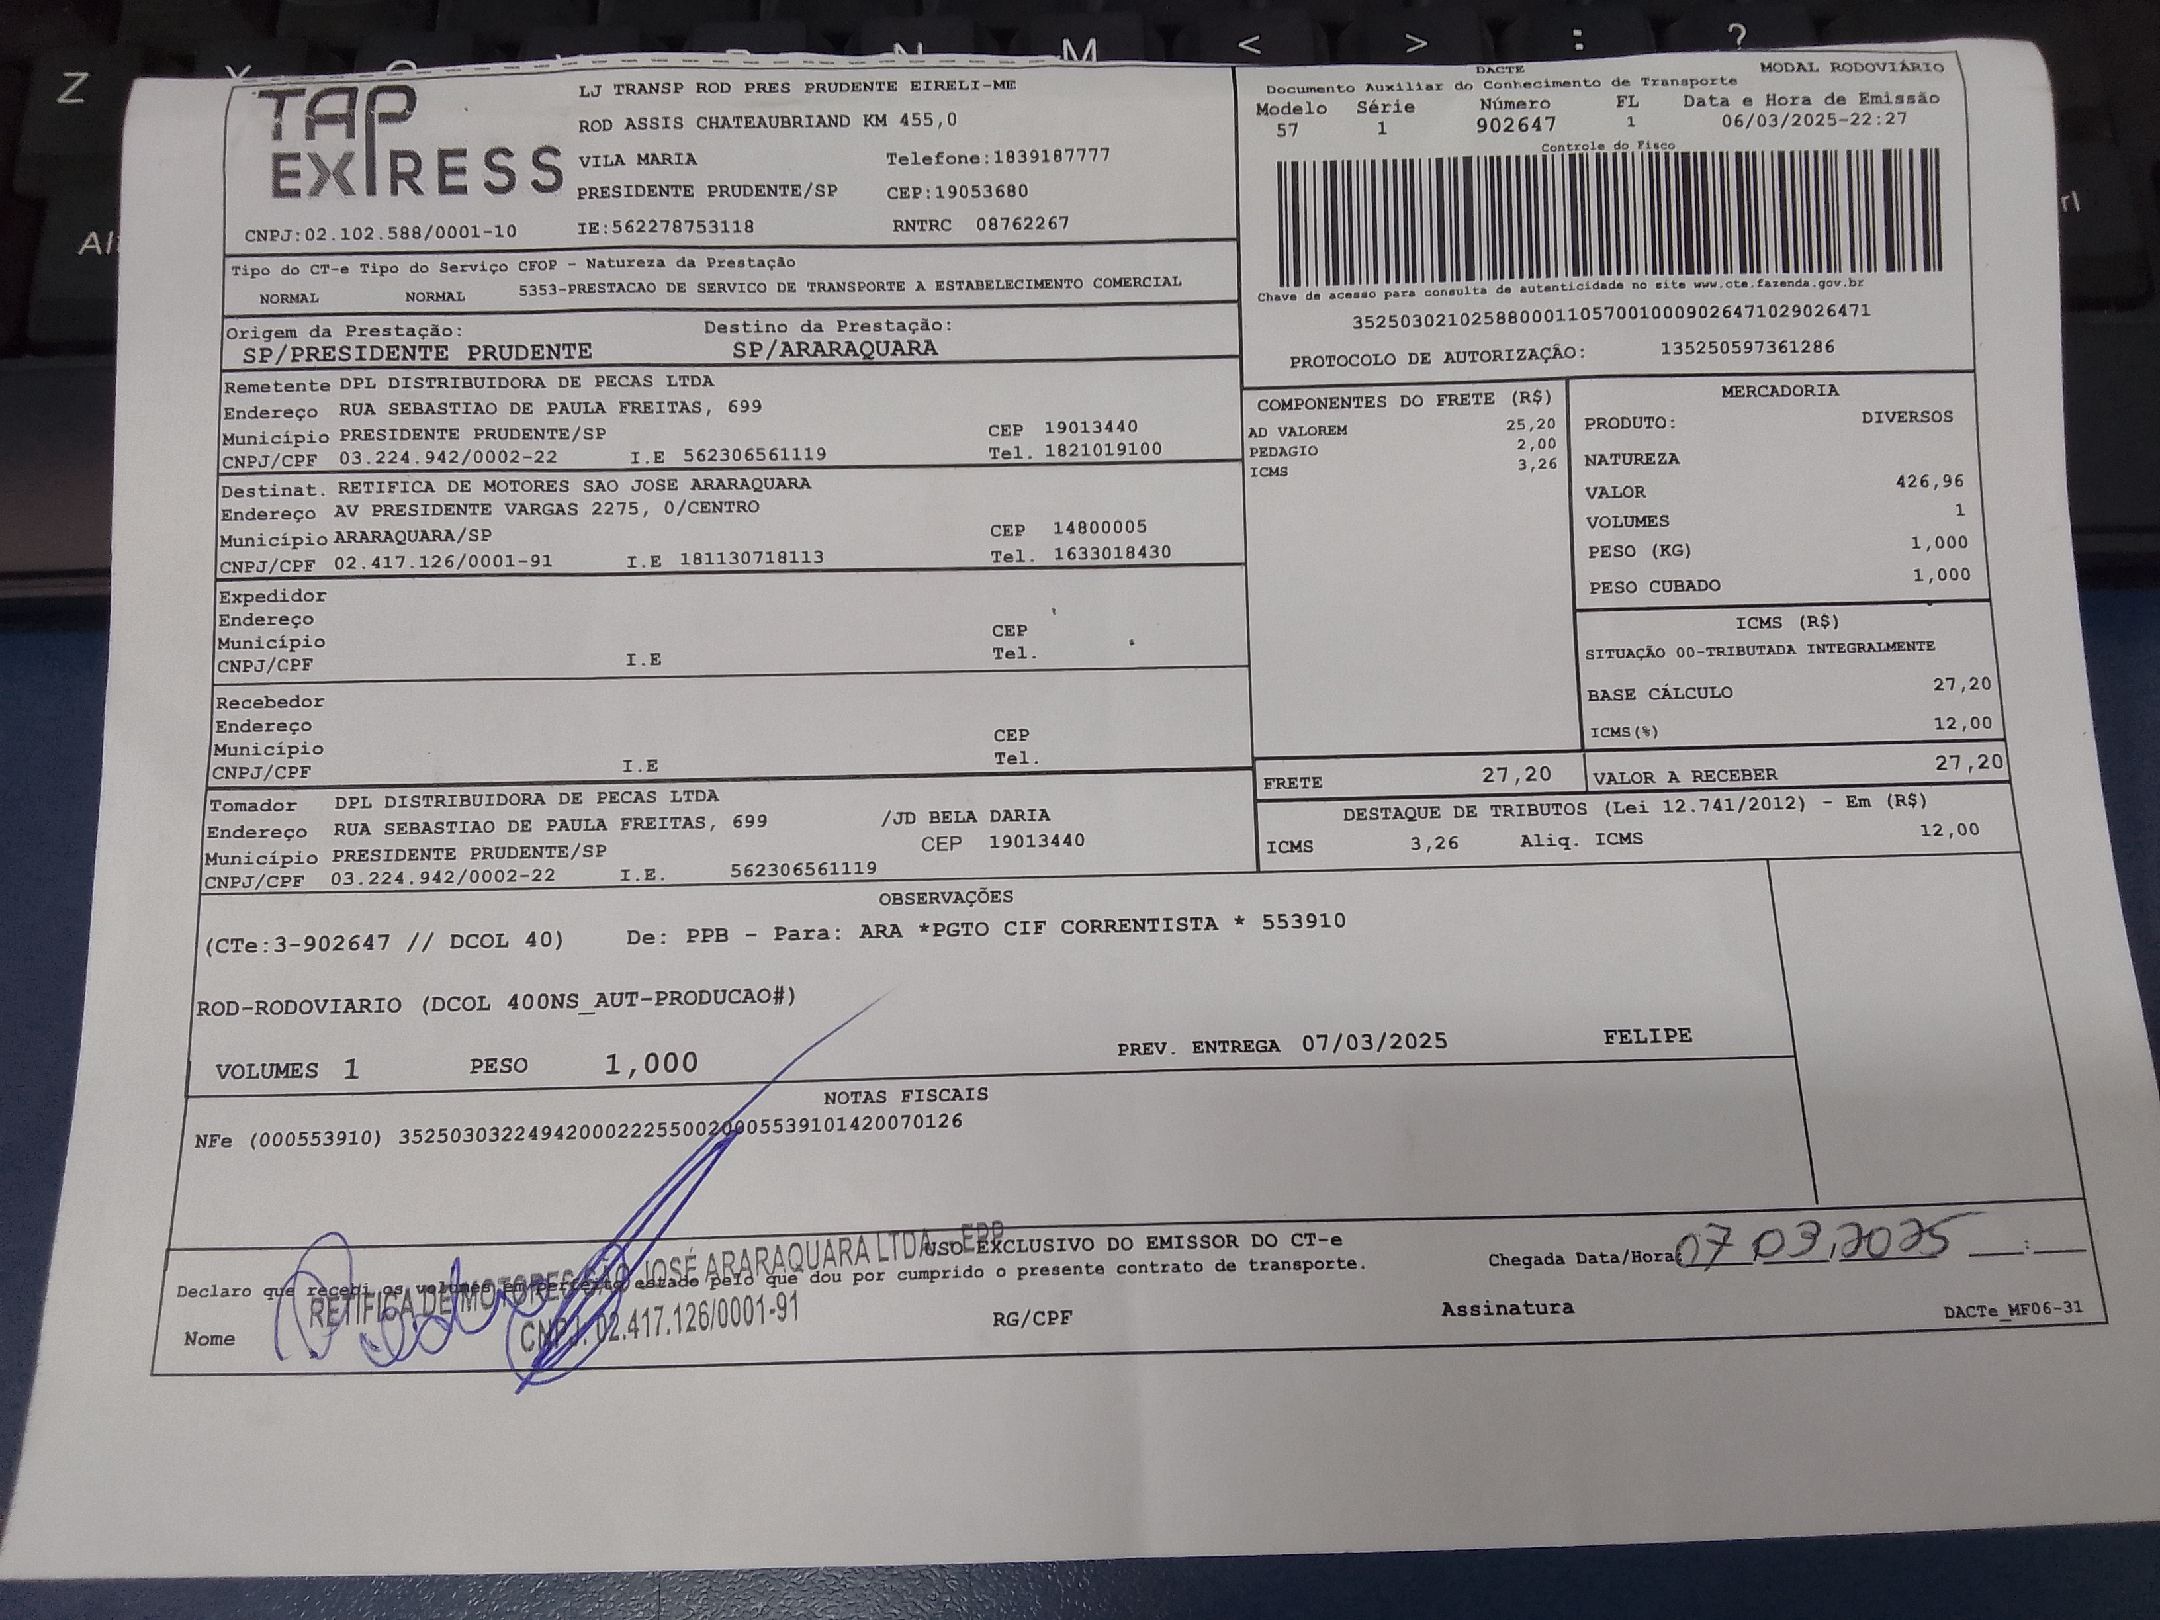 TAP EXPRESS
LJ TRANSP ROD PRES PRUDENTE EIRELI-ME
ROD ASSIS CHATEAUBRIAND KM 455,0
VILA MARIA Telefone:1839187777
PRESIDENTE PRUDENTE/SP CEP:19053680
CNPJ:02.102.588/0001-10 IE:562278753118 RNTRC 08762267
DACTE MODAL RODOVIÁRIO
Documento Auxiliar do Conhecimento de Transporte
Modelo Série Número FL Data e Hora de Emissão
57 1 902647 1 06/03/2025-22:27
Controle do Fisco
Chave de acesso para consulta de autenticidade no site www.cte.fazenda.gov.br
35250302102588000110570010009026471029026471
PROTOCOLO DE AUTORIZAÇÃO: 135250597361286
Tipo do CT-e Tipo do Serviço CFOP - Natureza da Prestação
NORMAL NORMAL 5353-PRESTACAO DE SERVICO DE TRANSPORTE A ESTABELECIMENTO COMERCIAL
Origem da Prestação: Destino da Prestação:
SP/PRESIDENTE PRUDENTE SP/ARARAQUARA
Remetente DPL DISTRIBUIDORA DE PECAS LTDA
Endereço RUA SEBASTIAO DE PAULA FREITAS, 699
Município PRESIDENTE PRUDENTE/SP CEP 19013440
CNPJ/CPF 03.224.942/0002-22 I.E 562306561119 Tel. 1821019100
Destinat. RETIFICA DE MOTORES SAO JOSE ARARAQUARA
Endereço AV PRESIDENTE VARGAS 2275, 0/CENTRO
Município ARARAQUARA/SP CEP 14800005
CNPJ/CPF 02.417.126/0001-91 I.E 181130718113 Tel. 1633018430
Expedidor
Endereço
Município CEP
CNPJ/CPF I.E Tel.
Recebedor
Endereço
Município CEP
CNPJ/CPF I.E Tel.
Tomador DPL DISTRIBUIDORA DE PECAS LTDA
Endereço RUA SEBASTIAO DE PAULA FREITAS, 699 /JD BELA DARIA
Município PRESIDENTE PRUDENTE/SP CEP 19013440
CNPJ/CPF 03.224.942/0002-22 I.E. 562306561119
COMPONENTES DO FRETE (R$)
AD VALOREM 25,20
PEDAGIO 2,00
ICMS 3,26
MERCADORIA
PRODUTO: DIVERSOS
NATUREZA
VALOR 426,96
VOLUMES 1
PESO (KG) 1,000
PESO CUBADO 1,000
ICMS (R$)
SITUAÇÃO 00-TRIBUTADA INTEGRALMENTE
BASE CÁLCULO 27,20
ICMS(%) 12,00
FRETE 27,20 VALOR A RECEBER 27,20
DESTAQUE DE TRIBUTOS (Lei 12.741/2012) - Em (R$)
ICMS 3,26 Aliq. ICMS 12,00
OBSERVAÇÕES
(CTe:3-902647 // DCOL 40) De: PPB - Para: ARA *PGTO CIF CORRENTISTA * 553910
ROD-RODOVIARIO (DCOL 400NS_AUT-PRODUCAO#)
VOLUMES 1 PESO 1,000 PREV. ENTREGA 07/03/2025 FELIPE
NOTAS FISCAIS
NFe (000553910) 35250303224942000222550020005539101420070126
USO EXCLUSIVO DO EMISSOR DO CT-e
Declaro que recebi os volumes em perfeito estado pelo que dou por cumprido o presente contrato de transporte.
Chegada Data/Hora: 07 03 2025 __:__
Nome RG/CPF Assinatura DACTe_MF06-31
RETIFICA DE MOTORES SÃO JOSÉ ARARAQUARA LTDA - EPP
CNPJ: 02.417.126/0001-91
Z
N
M
<
>
:
?